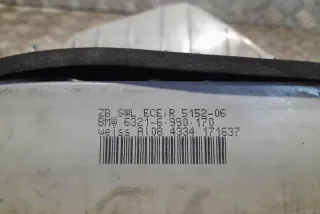 ZB SWL ECE,R 5152-06
BMW 6321-6.990.170
weiss Al08 4334 171637